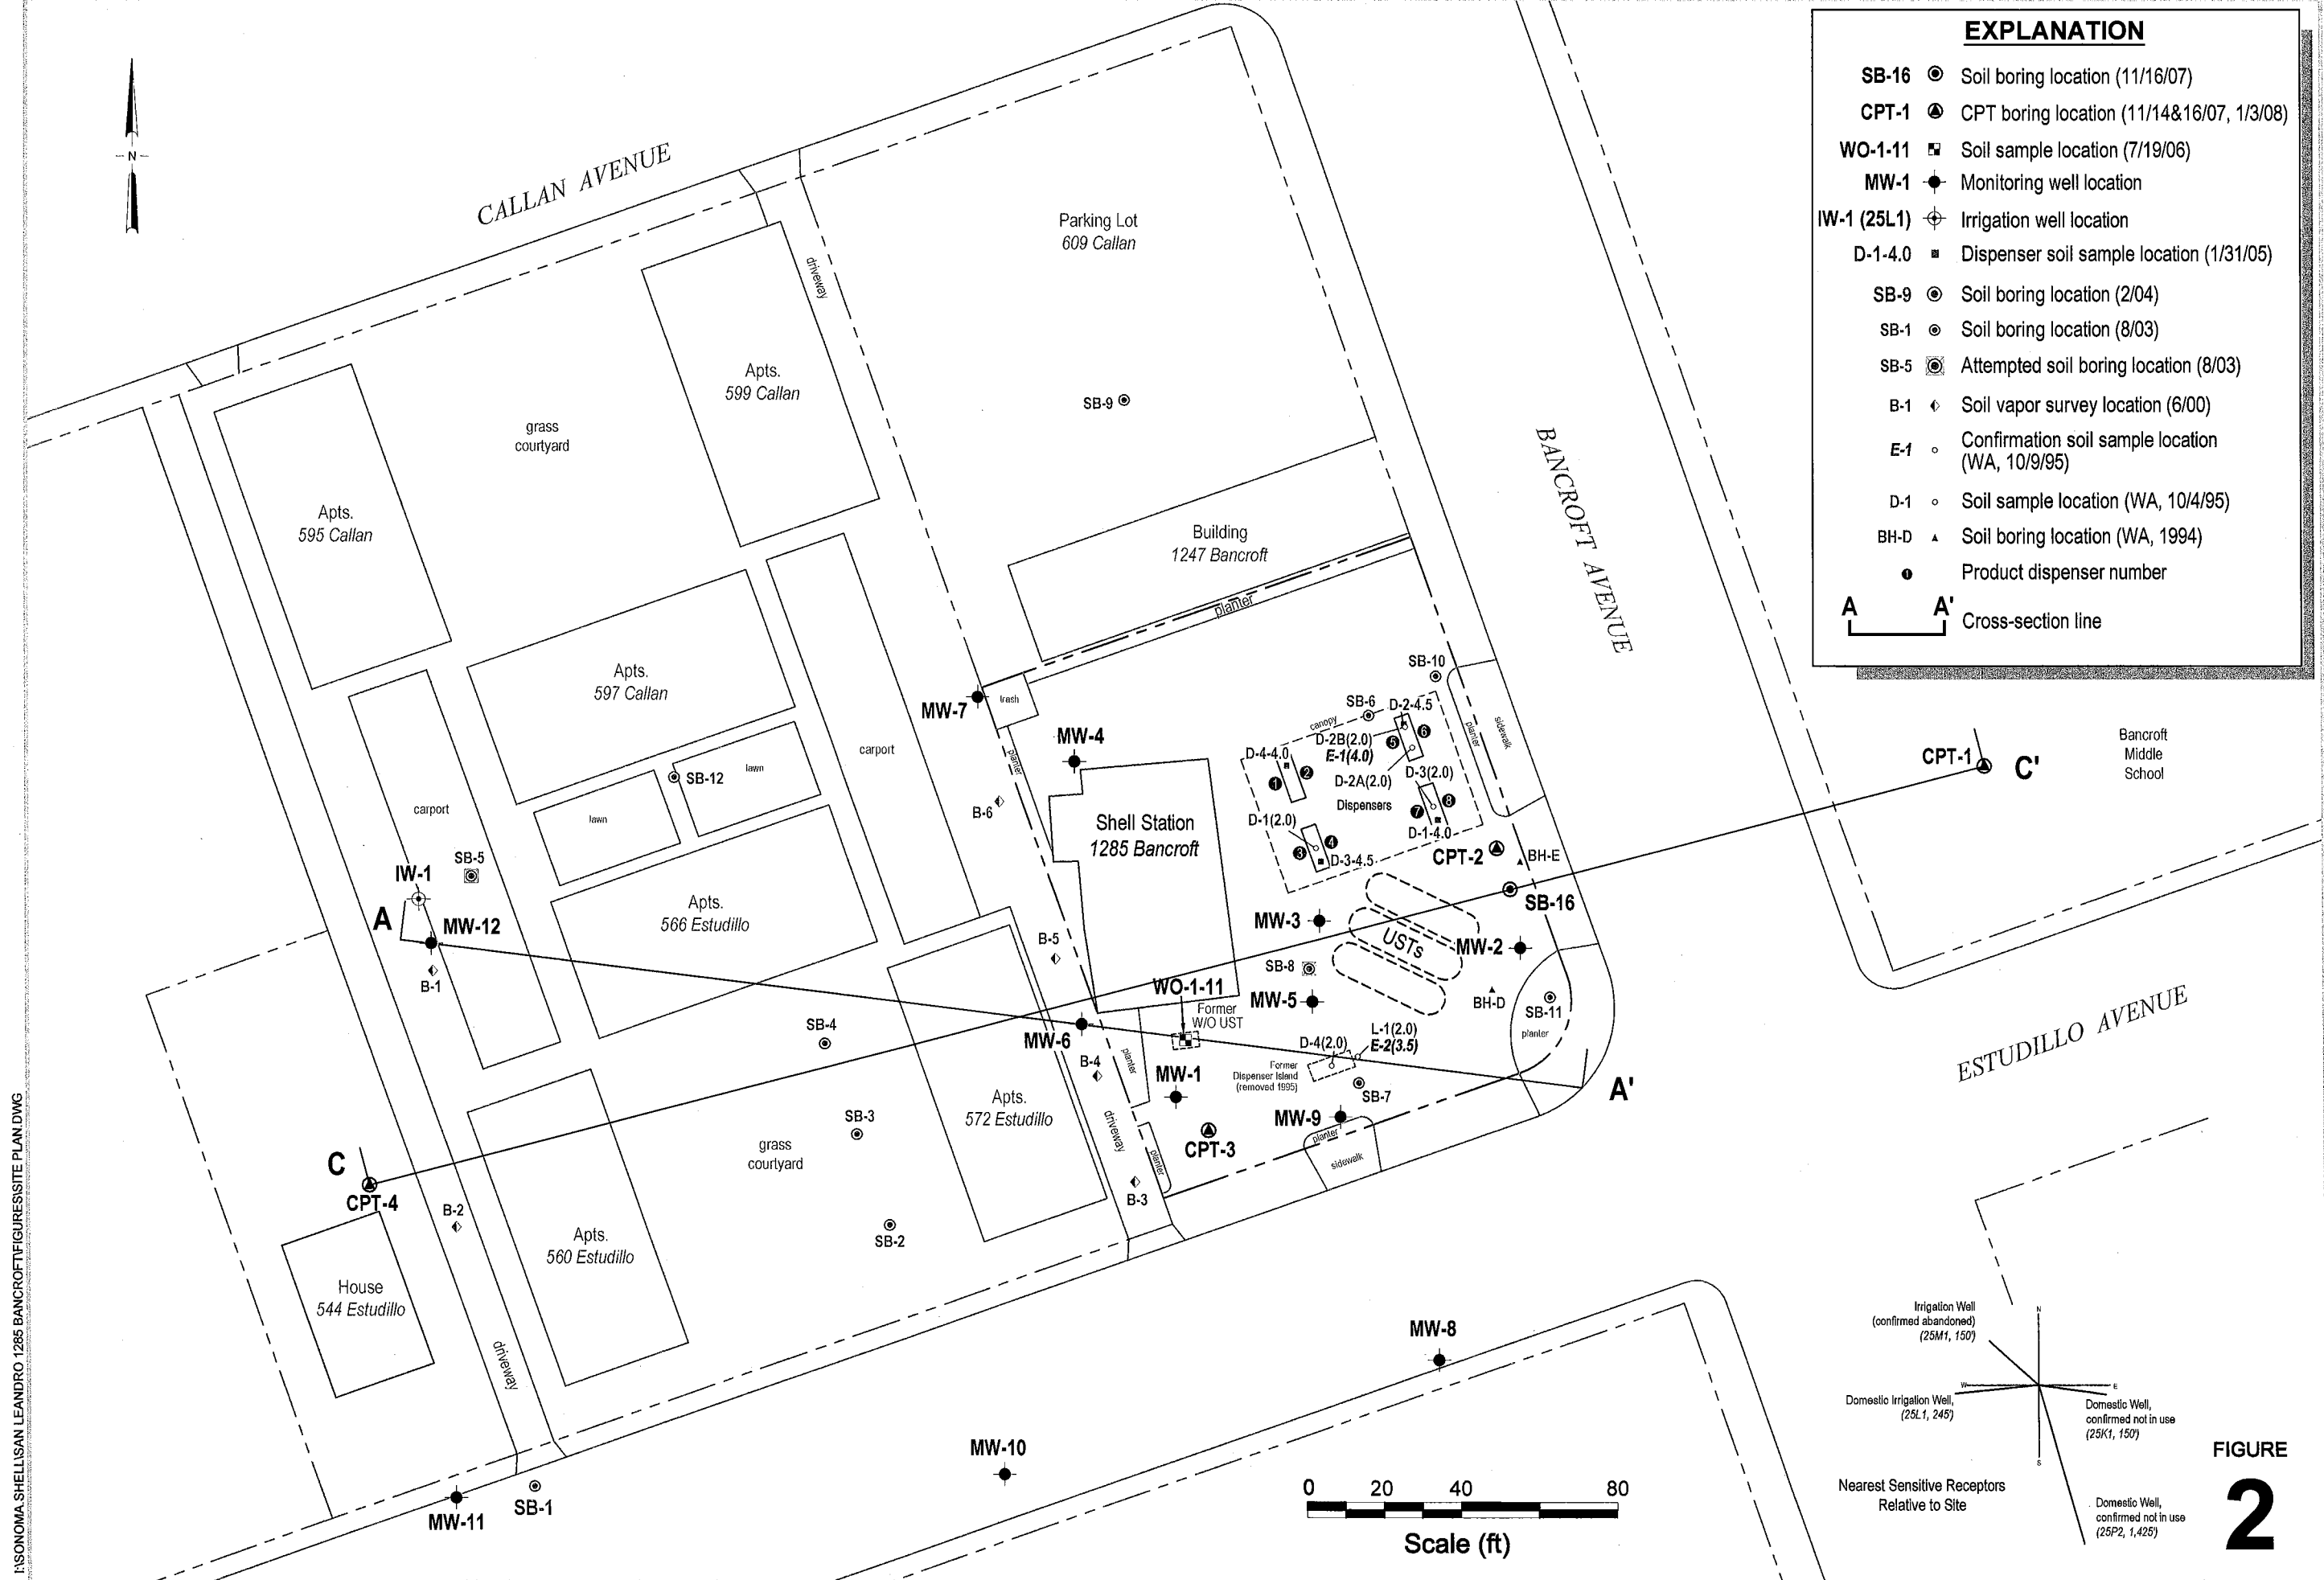 EXPLANATION
SB-16 Soil boring location (11/16/07)
CPT-1 CPT boring location (11/14&16/07, 1/3/08)
WO-1-11 Soil sample location (7/19/06)
MW-1 Monitoring well location
IW-1 (25L1) Irrigation well location
D-1-4.0 Dispenser soil sample location (1/31/05)
SB-9 Soil boring location (2/04)
SB-1 Soil boring location (8/03)
SB-5 Attempted soil boring location (8/03)
B-1 Soil vapor survey location (6/00)
E-1 Confirmation soil sample location
(WA, 10/9/95)
D-1 Soil sample location (WA, 10/4/95)
BH-D Soil boring location (WA, 1994)
1 Product dispenser number
A A'
Cross-section line
N
CALLAN AVENUE
BANCROFT AVENUE
ESTUDILLO AVENUE
Parking Lot
609 Callan
driveway
Apts.
599 Callan
SB-9
grass
courtyard
Apts.
595 Callan
Building
1247 Bancroft
planter
Apts.
597 Callan
MW-7
trash
SB-10
SB-6
D-2-4.5
canopy
planter
sidewalk
MW-4
D-2B(2.0)
E-1(4.0)
5
6
D-4-4.0
1
2
D-2A(2.0)
D-3(2.0)
Dispensers
7
8
D-1(2.0)
D-1-4.0
3
4
D-3-4.5
CPT-2
BH-E
CPT-1
C'
Bancroft
Middle
School
carport
planter
SB-12
lawn
lawn
carport
B-6
Shell Station
1285 Bancroft
SB-5
IW-1
A
MW-12
B-1
Apts.
566 Estudillo
B-5
MW-3
USTs
SB-16
MW-2
SB-8
WO-1-11
Former
W/O UST
MW-5
BH-D
SB-11
planter
SB-4
MW-6
L-1(2.0)
D-4(2.0)
E-2(3.5)
B-4
planter
Former
Dispenser Island
(removed 1995)
MW-1
SB-7
A'
Apts.
572 Estudillo
SB-3
MW-9
planter
sidewalk
driveway
CPT-3
planter
grass
courtyard
C
CPT-4
B-3
B-2
SB-2
Apts.
560 Estudillo
House
544 Estudillo
driveway
MW-8
MW-10
MW-11
SB-1
0 20 40 80
Scale (ft)
Irrigation Well
(confirmed abandoned)
(25M1, 150')
N
W
E
S
Domestic Irrigation Well,
(25L1, 245')
Domestic Well,
confirmed not in use
(25K1, 150')
Nearest Sensitive Receptors
Relative to Site
Domestic Well,
confirmed not in use
(25P2, 1,425')
FIGURE
2
I:\SONOMA.SHELL\SAN LEANDRO 1285 BANCROFT\FIGURES\SITE PLAN.DWG